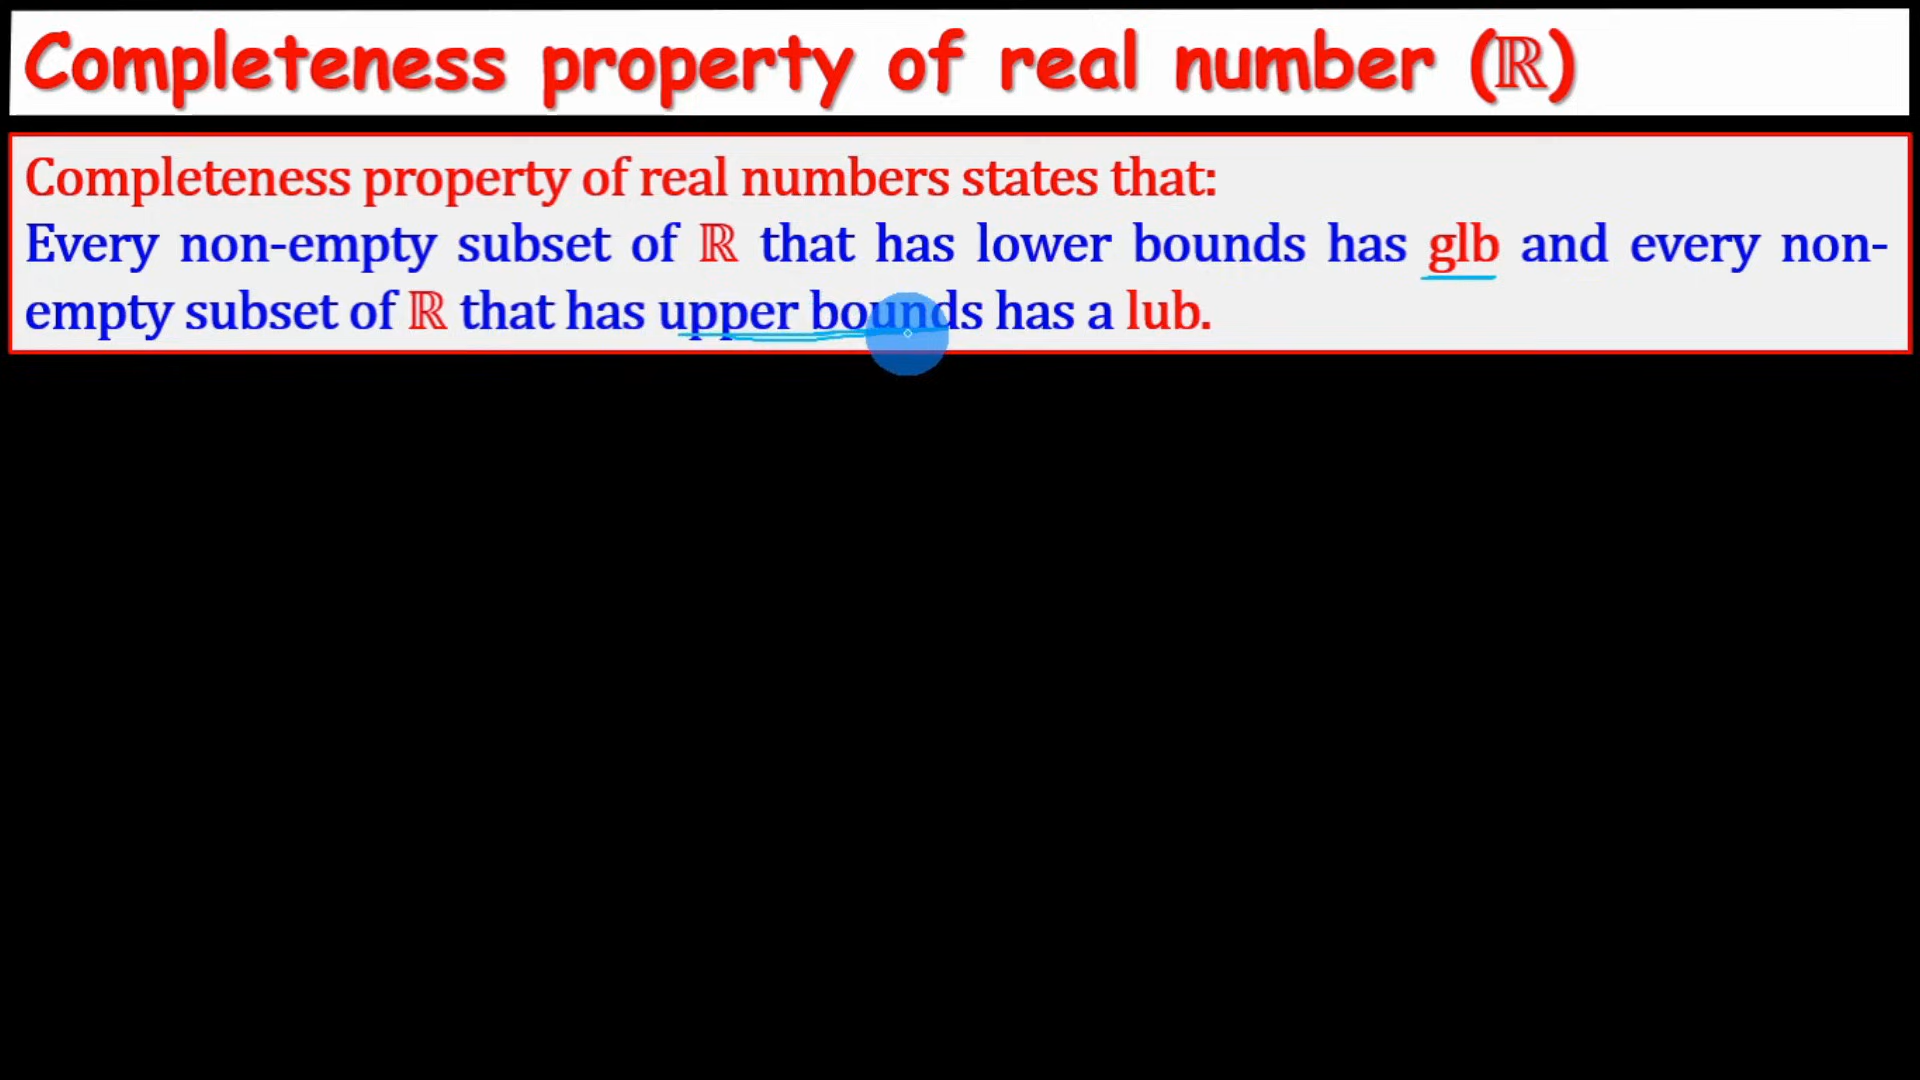 Completeness property of real number (ℝ)
Completeness property of real numbers states that:
Every non-empty subset of ℝ that has lower bounds has glb and every non-
empty subset of ℝ that has upper bounds has a lub.